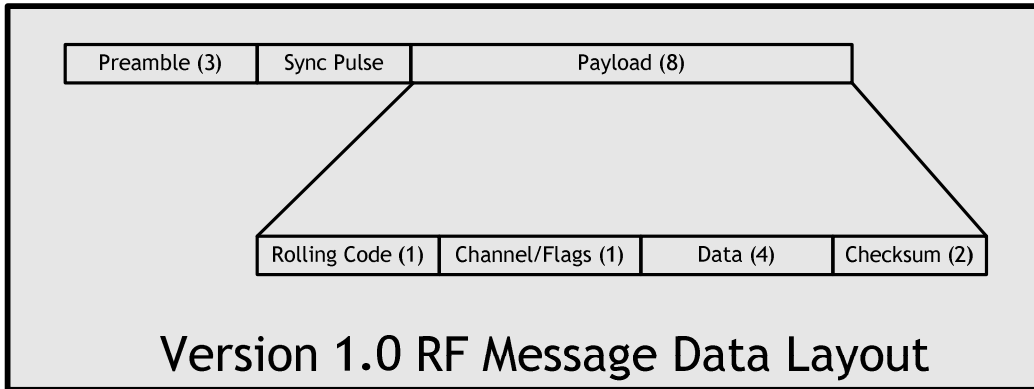 Preamble (3) Sync Pulse Payload (8)
Rolling Code (1) Channel/Flags (1) Data (4) Checksum (2)
Version 1.0 RF Message Data Layout